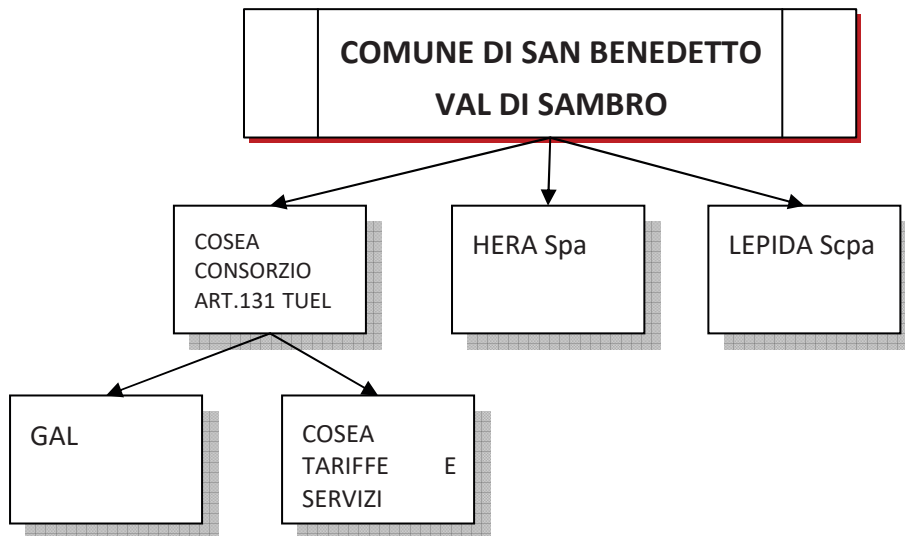 COMUNE DI SAN BENEDETTO
VAL DI SAMBRO
COSEA
CONSORZIO
ART.131 TUEL
HERA Spa
LEPIDA Scpa
GAL
COSEA
TARIFFE E
SERVIZI